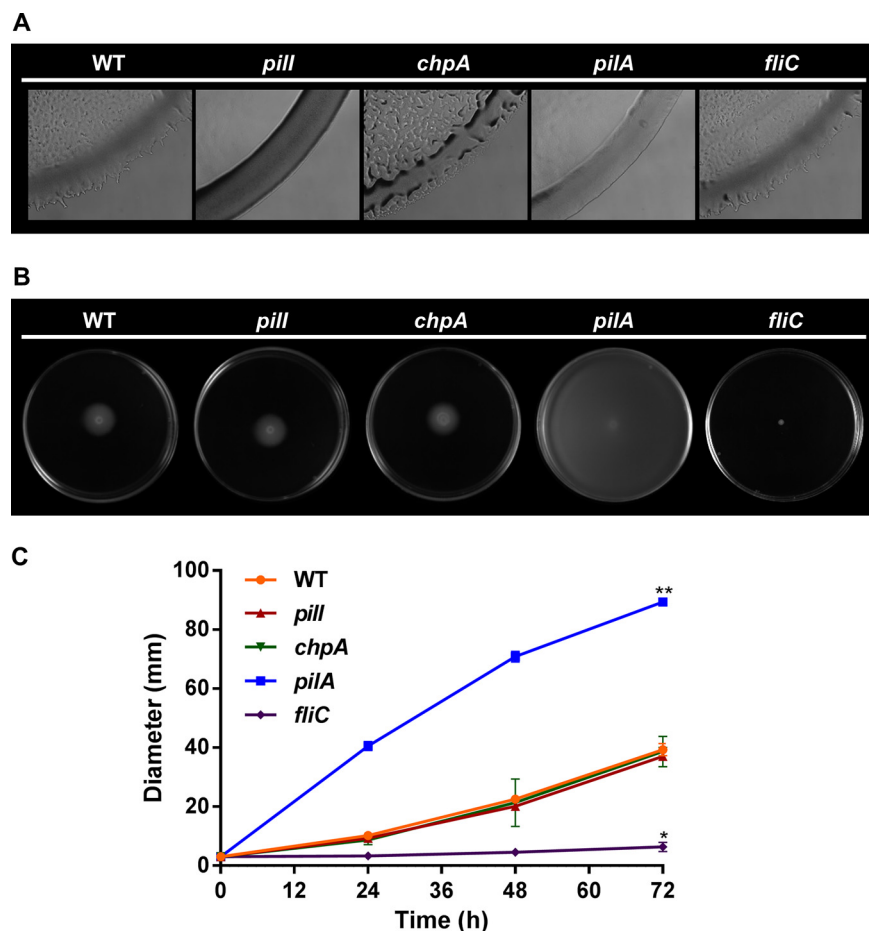 A
WT pilI chpA pilA fliC
B
WT pilI chpA pilA fliC
C
WT
pilI
chpA
pilA
fliC
Diameter (mm)
100
80
60
40
20
0
**
*
0 12 24 36 48 60 72
Time (h)